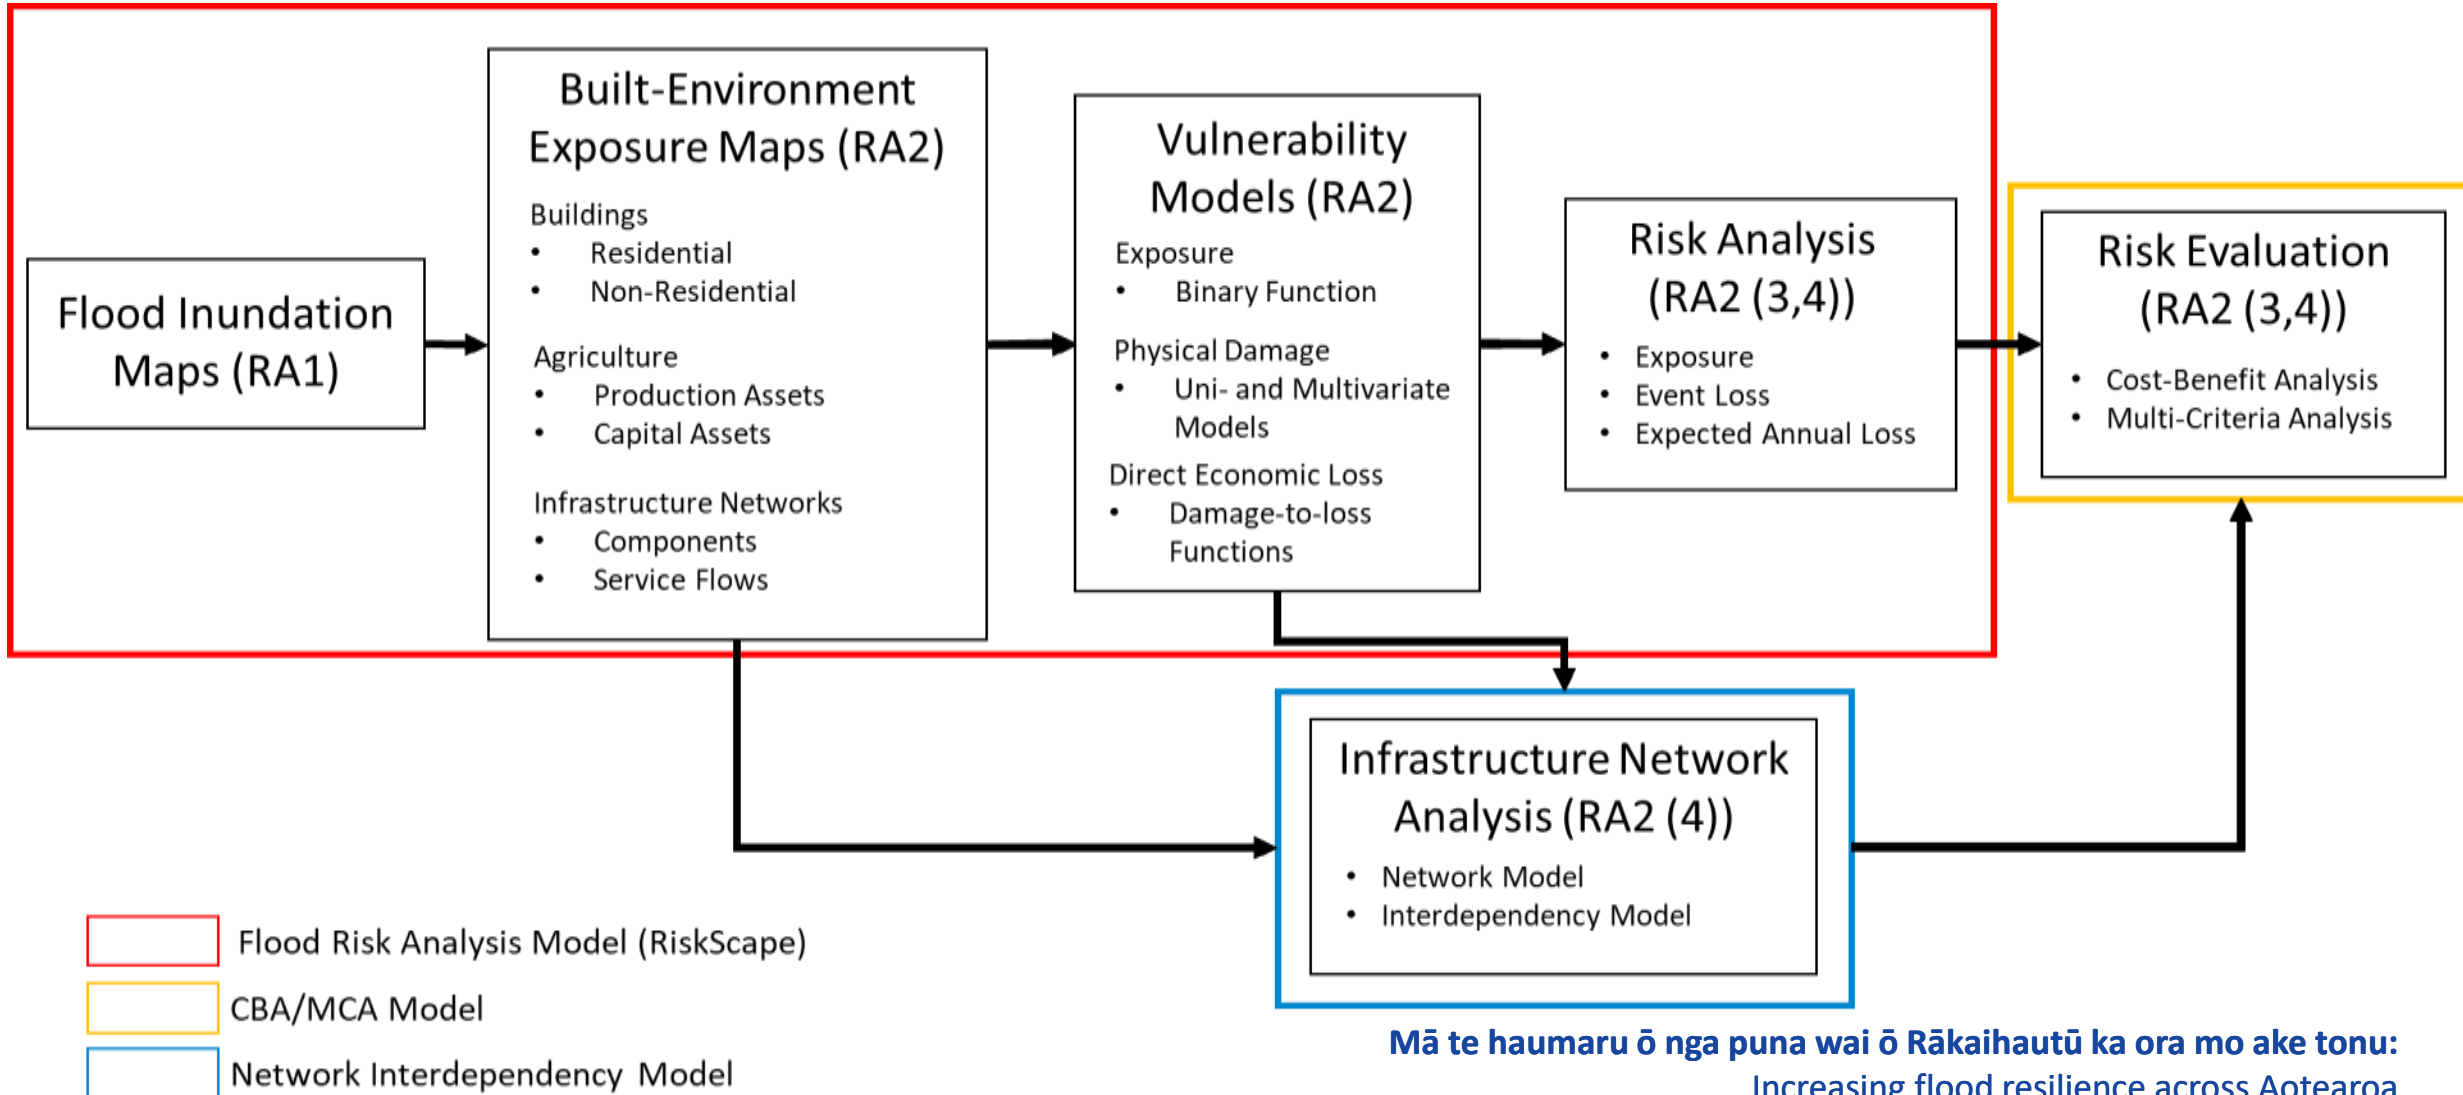 Flood Inundation
Maps (RA1)
Built-Environment
Exposure Maps (RA2)
Buildings
• Residential
• Non-Residential
Agriculture
• Production Assets
• Capital Assets
Infrastructure Networks
• Components
• Service Flows
Vulnerability
Models (RA2)
Exposure
• Binary Function
Physical Damage
• Uni- and Multivariate
Models
Direct Economic Loss
• Damage-to-loss
Functions
Risk Analysis
(RA2 (3,4))
• Exposure
• Event Loss
• Expected Annual Loss
Risk Evaluation
(RA2 (3,4))
• Cost-Benefit Analysis
• Multi-Criteria Analysis
Infrastructure Network
Analysis (RA2 (4))
• Network Model
• Interdependency Model
Flood Risk Analysis Model (RiskScape)
CBA/MCA Model
Network Interdependency Model
Mā te haumaru ō nga puna wai ō Rākaihautū ka ora mo ake tonu:
Increasing flood resilience across Aotearoa